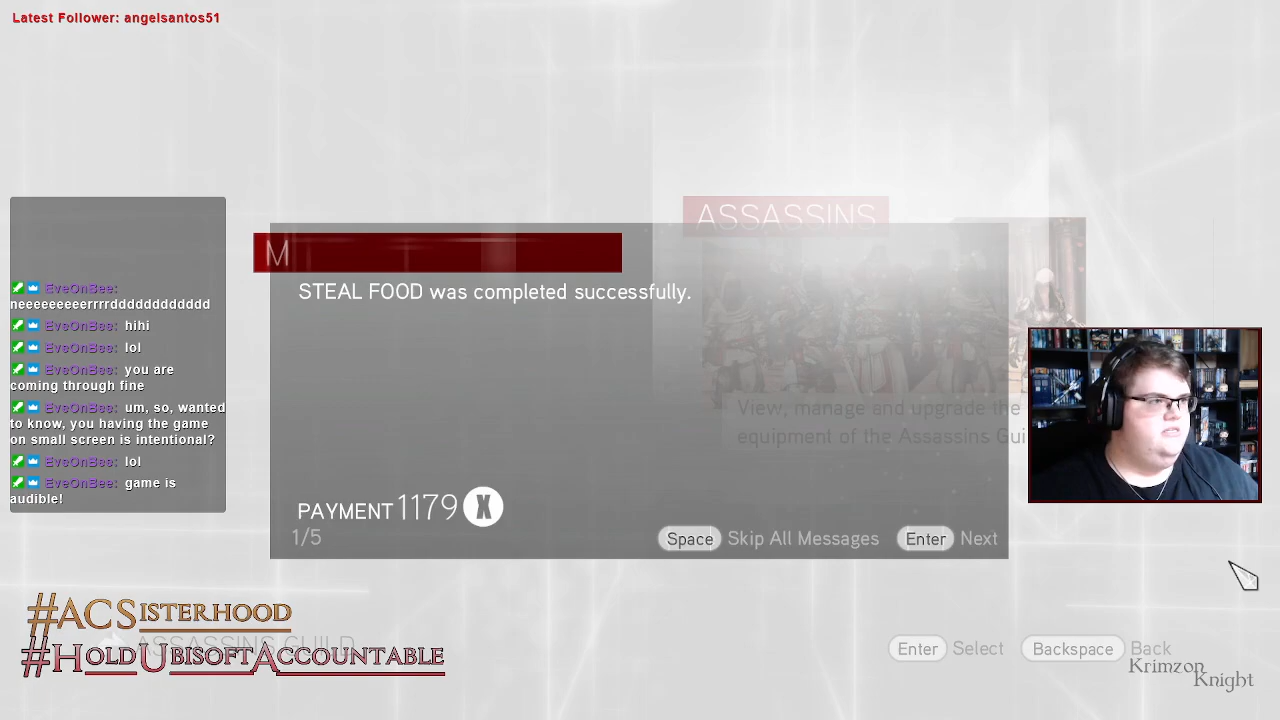 Latest Follower: angelsantos51
ASSASSINS
M
STEAL FOOD was completed successfully.
View, manage and upgrade the
equipment of the Assassins Gui
PAYMENT 1179 X
1/5
Space Skip All Messages Enter Next
EveOnBee:
neeeeeeeerrrrdddddddddddd
EveOnBee: hihi
EveOnBee: lol
EveOnBee: you are
coming through fine
EveOnBee: um, so, wanted
to know, you having the game
on small screen is intentional?
EveOnBee: lol
EveOnBee: game is
audible!
#ACSISTERHOOD
ASSASSINS GUILD
#HOLDUBISOFTACCOUNTABLE
Enter Select Backspace Back
Krimzon
Knight